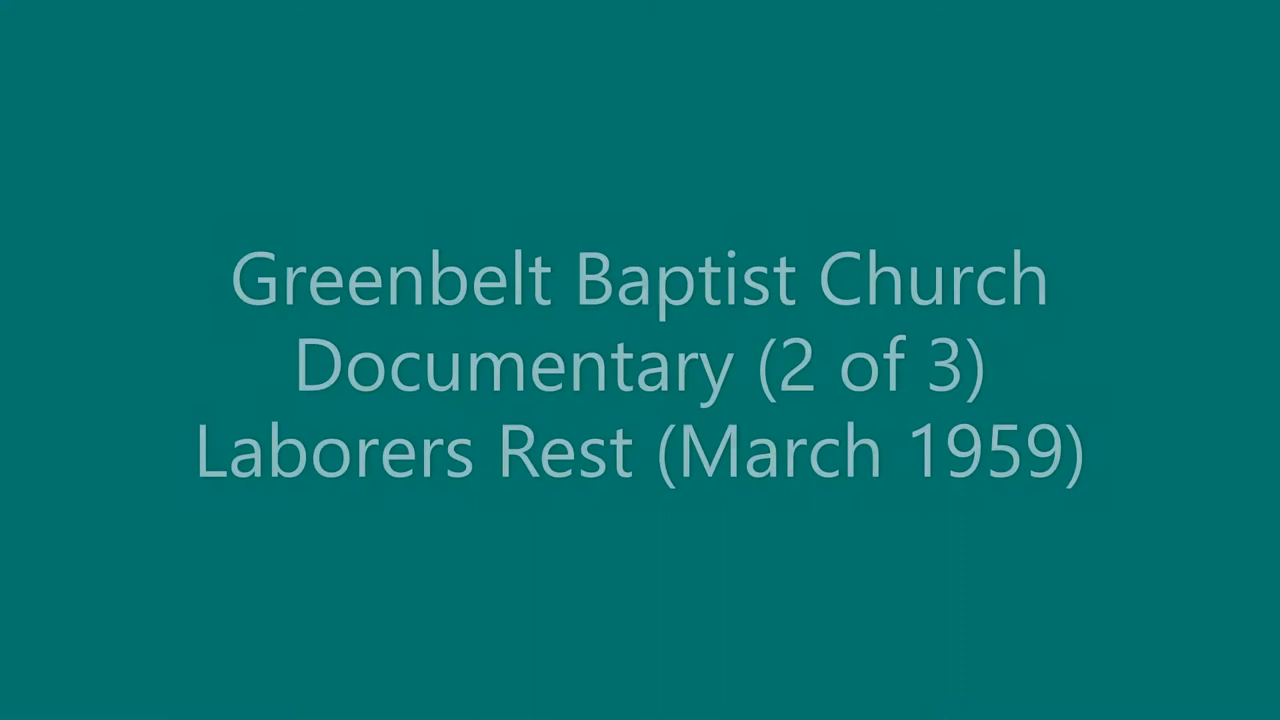 Greenbelt Baptist Church
Documentary (2 of 3)
Laborers Rest (March 1959)